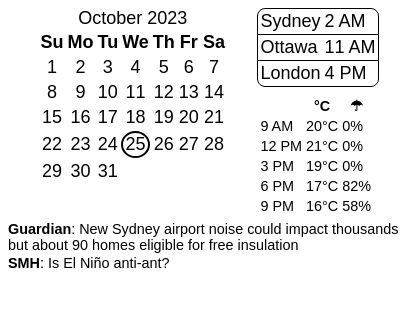 October 2023
Su Mo Tu We Th Fr Sa
1 2 3 4 5 6 7
8 9 10 11 12 13 14
15 16 17 18 19 20 21
22 23 24 25 26 27 28
29 30 31
Sydney 2 AM
Ottawa 11 AM
London 4 PM
°C ☂
9 AM 20°C 0%
12 PM 21°C 0%
3 PM 19°C 0%
6 PM 17°C 82%
9 PM 16°C 58%
Guardian: New Sydney airport noise could impact thousands
but about 90 homes eligible for free insulation
SMH: Is El Niño anti-ant?